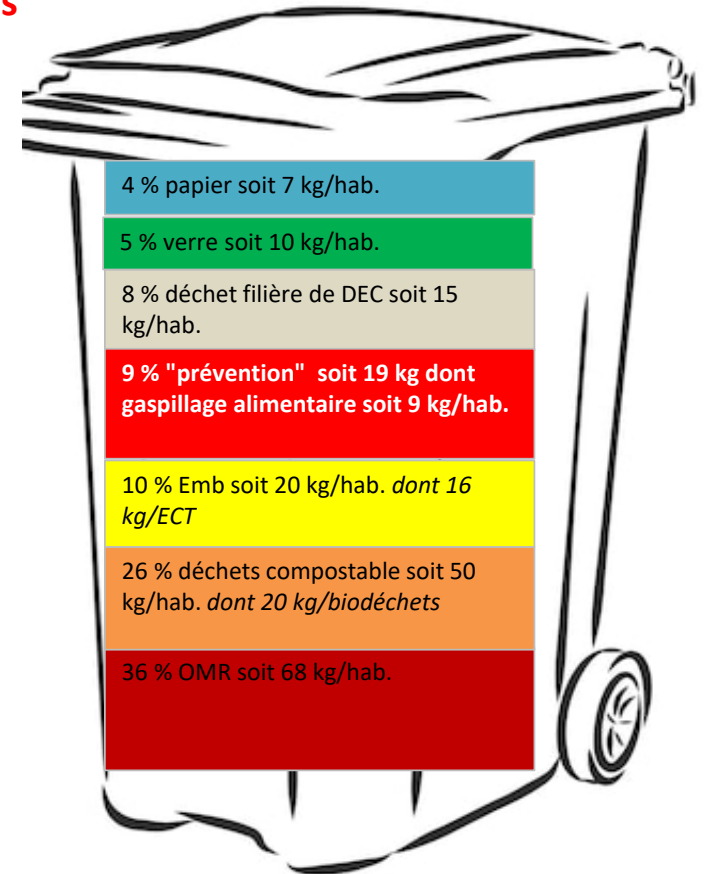 s
4 % papier soit 7 kg/hab.
5 % verre soit 10 kg/hab.
8 % déchet filière de DEC soit 15
kg/hab.
9 % "prévention"  soit 19 kg dont
gaspillage alimentaire soit 9 kg/hab.
10 % Emb soit 20 kg/hab. dont 16
kg/ECT
26 % déchets compostable soit 50
kg/hab. dont 20 kg/biodéchets
36 % OMR soit 68 kg/hab.